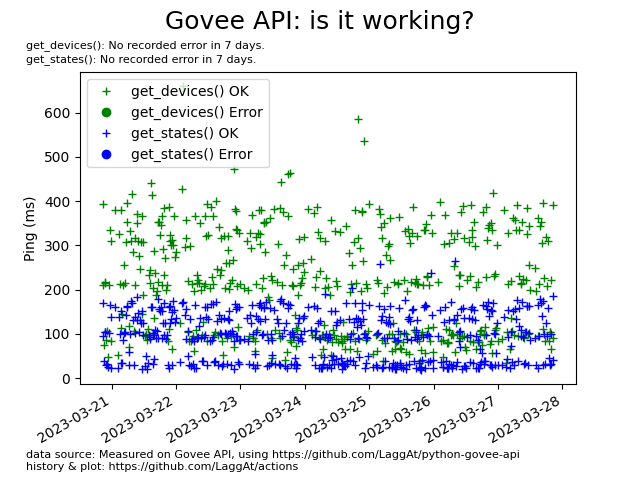 Govee API: is it working?
get_devices(): No recorded error in 7 days.
get_states(): No recorded error in 7 days.
get_devices() OK
get_devices() Error
get_states() OK
get_states() Error
Ping (ms)
600
500
400
300
200
100
0
2023-03-21
2023-03-22
2023-03-23
2023-03-24
2023-03-25
2023-03-26
2023-03-27
2023-03-28
data source: Measured on Govee API, using https://github.com/LaggAt/python-govee-api
history & plot: https://github.com/LaggAt/actions